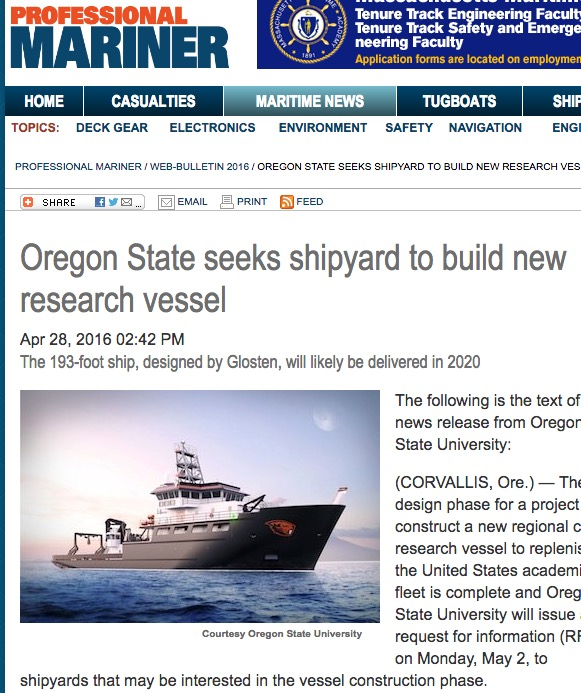 PROFESSIONAL
MARINER
Tenure Track Engineering Facult
Tenure Track Safety and Emerge
neering Faculty
Application forms are located on employmen
1891
HOME CASUALTIES MARITIME NEWS TUGBOATS SHIP
TOPICS: DECK GEAR ELECTRONICS ENVIRONMENT SAFETY NAVIGATION ENGI
PROFESSIONAL MARINER / WEB-BULLETIN 2016 / OREGON STATE SEEKS SHIPYARD TO BUILD NEW RESEARCH VES
SHARE ... EMAIL PRINT FEED
Oregon State seeks shipyard to build new
research vessel
Apr 28, 2016 02:42 PM
The 193-foot ship, designed by Glosten, will likely be delivered in 2020
The following is the text of
news release from Oregon
State University:
(CORVALLIS, Ore.) — The
design phase for a project
construct a new regional c
research vessel to replenis
the United States academi
fleet is complete and Oreg
State University will issue
request for information (RF
on Monday, May 2, to
shipyards that may be interested in the vessel construction phase.
Courtesy Oregon State University